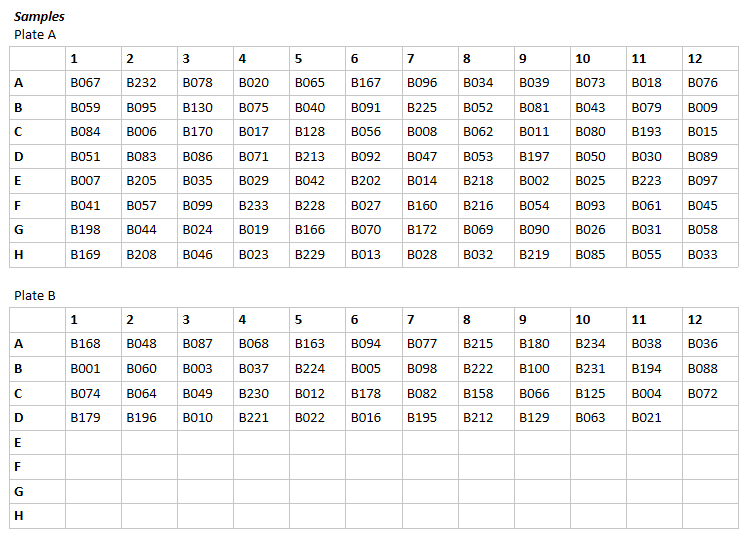 Samples
Plate A
1 2 3 4 5 6 7 8 9 10 11 12
A B067 B232 B078 B020 B065 B167 B096 B034 B039 B073 B018 B076
B B059 B095 B130 B075 B040 B091 B225 B052 B081 B043 B079 B009
C B084 B006 B170 B017 B128 B056 B008 B062 B011 B080 B193 B015
D B051 B083 B086 B071 B213 B092 B047 B053 B197 B050 B030 B089
E B007 B205 B035 B029 B042 B202 B014 B218 B002 B025 B223 B097
F B041 B057 B099 B233 B228 B027 B160 B216 B054 B093 B061 B045
G B198 B044 B024 B019 B166 B070 B172 B069 B090 B026 B031 B058
H B169 B208 B046 B023 B229 B013 B028 B032 B219 B085 B055 B033
Plate B
1 2 3 4 5 6 7 8 9 10 11 12
A B168 B048 B087 B068 B163 B094 B077 B215 B180 B234 B038 B036
B B001 B060 B003 B037 B224 B005 B098 B222 B100 B231 B194 B088
C B074 B064 B049 B230 B012 B178 B082 B158 B066 B125 B004 B072
D B179 B196 B010 B221 B022 B016 B195 B212 B129 B063 B021
E
F
G
H